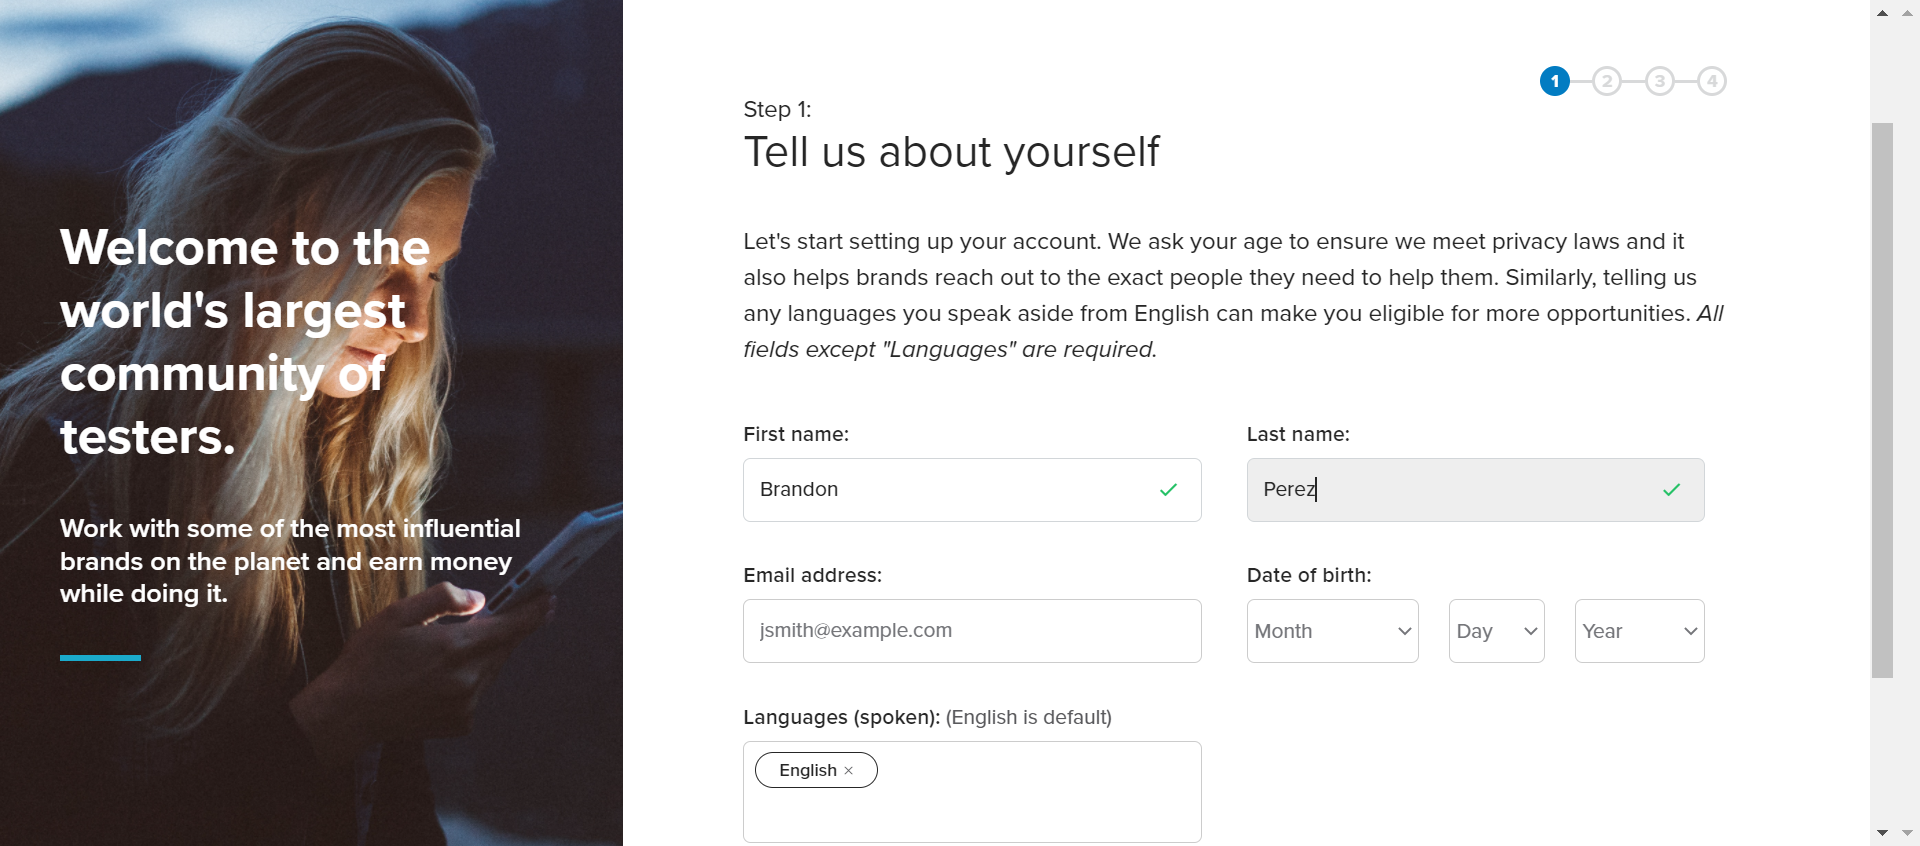 Welcome to the
world's largest
community of
testers.
Work with some of the most influential
brands on the planet and earn money
while doing it.
1 2 3 4
Step 1:
Tell us about yourself
Let's start setting up your account. We ask your age to ensure we meet privacy laws and it
also helps brands reach out to the exact people they need to help them. Similarly, telling us
any languages you speak aside from English can make you eligible for more opportunities. All
fields except "Languages" are required.
First name:
Last name:
Brandon
Perez
Email address:
Date of birth:
jsmith@example.com
Month
Day
Year
Languages (spoken): (English is default)
English ×